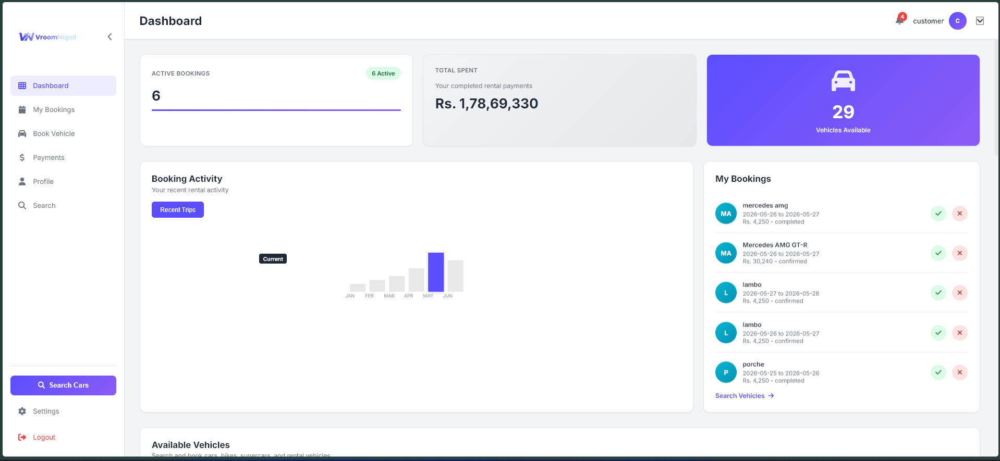 VroomNepal
Dashboard
My Bookings
Book Vehicle
Payments
Profile
Search
Search Cars
Settings
Logout
Dashboard
4
customer
C
ACTIVE BOOKINGS
6 Active
6
TOTAL SPENT
Your completed rental payments
Rs. 1,78,69,330
29
Vehicles Available
Booking Activity
Your recent rental activity
Recent Trips
Current
JAN FEB MAR APR MAY JUN
My Bookings
MA
mercedes amg
2026-05-26 to 2026-05-27
Rs. 4,250 - completed
MA
Mercedes AMG GT-R
2026-05-26 to 2026-05-27
Rs. 30,240 - confirmed
L
lambo
2026-05-27 to 2026-05-28
Rs. 4,250 - confirmed
L
lambo
2026-05-26 to 2026-05-27
Rs. 4,250 - confirmed
P
porche
2026-05-25 to 2026-05-26
Rs. 4,250 - completed
Search Vehicles →
Available Vehicles
Search and book cars, bikes, supercars, and rental vehicles